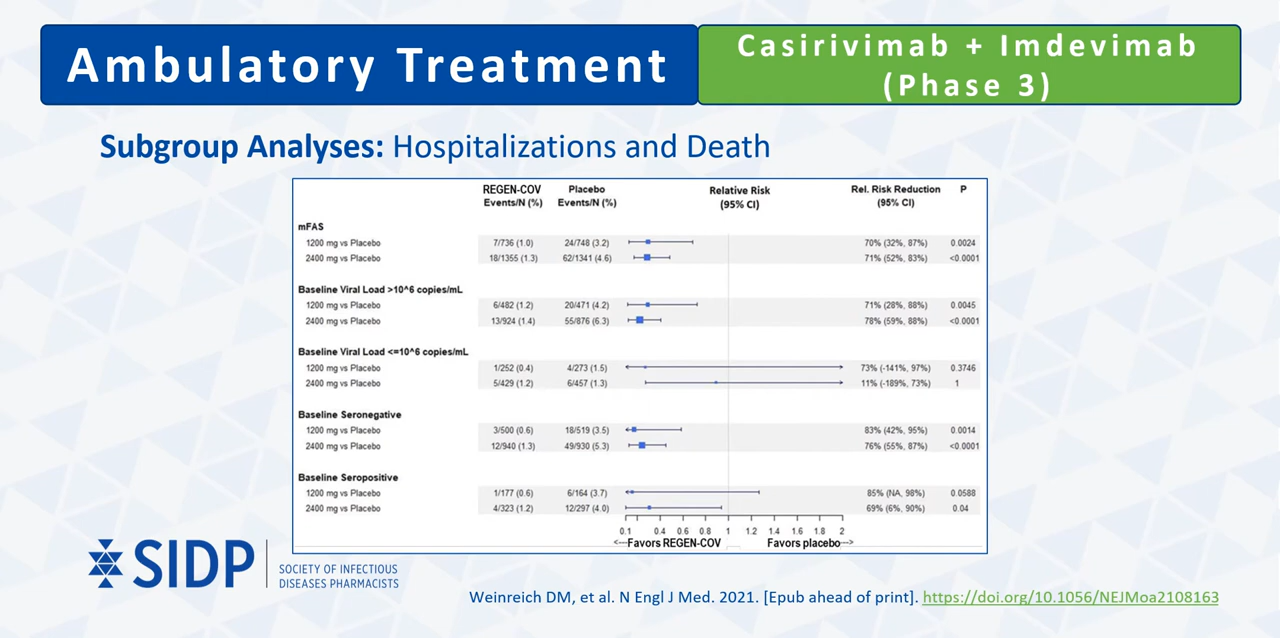 Ambulatory Treatment
Casirivimab + Imdevimab
(Phase 3)
Subgroup Analyses: Hospitalizations and Death
REGEN-COV Placebo Relative Risk Rel. Risk Reduction P
Events/N (%) Events/N (%) (95% CI) (95% CI)
mFAS
1200 mg vs Placebo 7/736 (1.0) 24/748 (3.2) 70% (32%, 87%) 0.0024
2400 mg vs Placebo 18/1355 (1.3) 62/1341 (4.6) 71% (52%, 83%) <0.0001
Baseline Viral Load >10^6 copies/mL
1200 mg vs Placebo 6/482 (1.2) 20/471 (4.2) 71% (28%, 88%) 0.0045
2400 mg vs Placebo 13/924 (1.4) 55/876 (6.3) 78% (59%, 88%) <0.0001
Baseline Viral Load <=10^6 copies/mL
1200 mg vs Placebo 1/252 (0.4) 4/273 (1.5) 73% (-141%, 97%) 0.3746
2400 mg vs Placebo 5/429 (1.2) 6/457 (1.3) 11% (-189%, 73%) 1
Baseline Seronegative
1200 mg vs Placebo 3/500 (0.6) 18/519 (3.5) 83% (42%, 95%) 0.0014
2400 mg vs Placebo 12/940 (1.3) 49/930 (5.3) 76% (55%, 87%) <0.0001
Baseline Seropositive
1200 mg vs Placebo 1/177 (0.6) 6/164 (3.7) 85% (NA, 98%) 0.0588
2400 mg vs Placebo 4/323 (1.2) 12/297 (4.0) 69% (6%, 90%) 0.04
0.1 0.4 0.6 0.8 1 1.2 1.4 1.6 1.8 2
<---Favors REGEN-COV Favors placebo--->
SIDP
SOCIETY OF INFECTIOUS
DISEASES PHARMACISTS
Weinreich DM, et al. N Engl J Med. 2021. [Epub ahead of print]. https://doi.org/10.1056/NEJMoa2108163